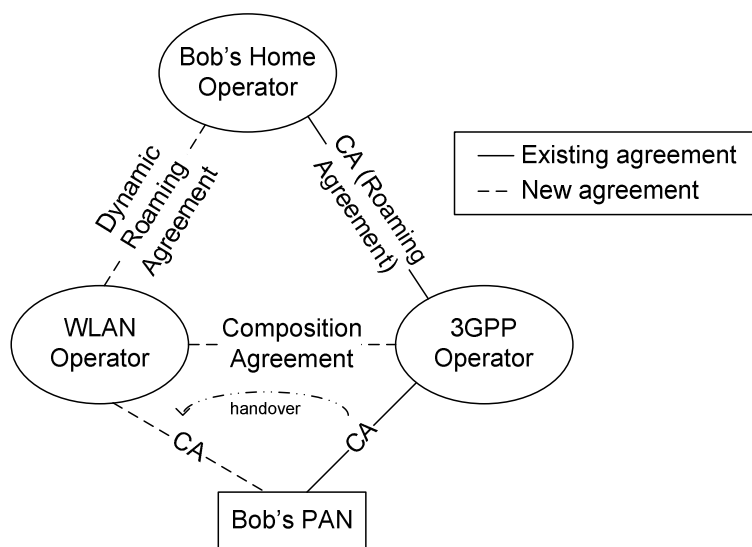 Bob's Home
Operator
Dynamic
Roaming
Agreement
CA (Roaming
Agreement)
Existing agreement
New agreement
WLAN
Operator
Composition
Agreement
3GPP
Operator
handover
CA
CA
Bob's PAN